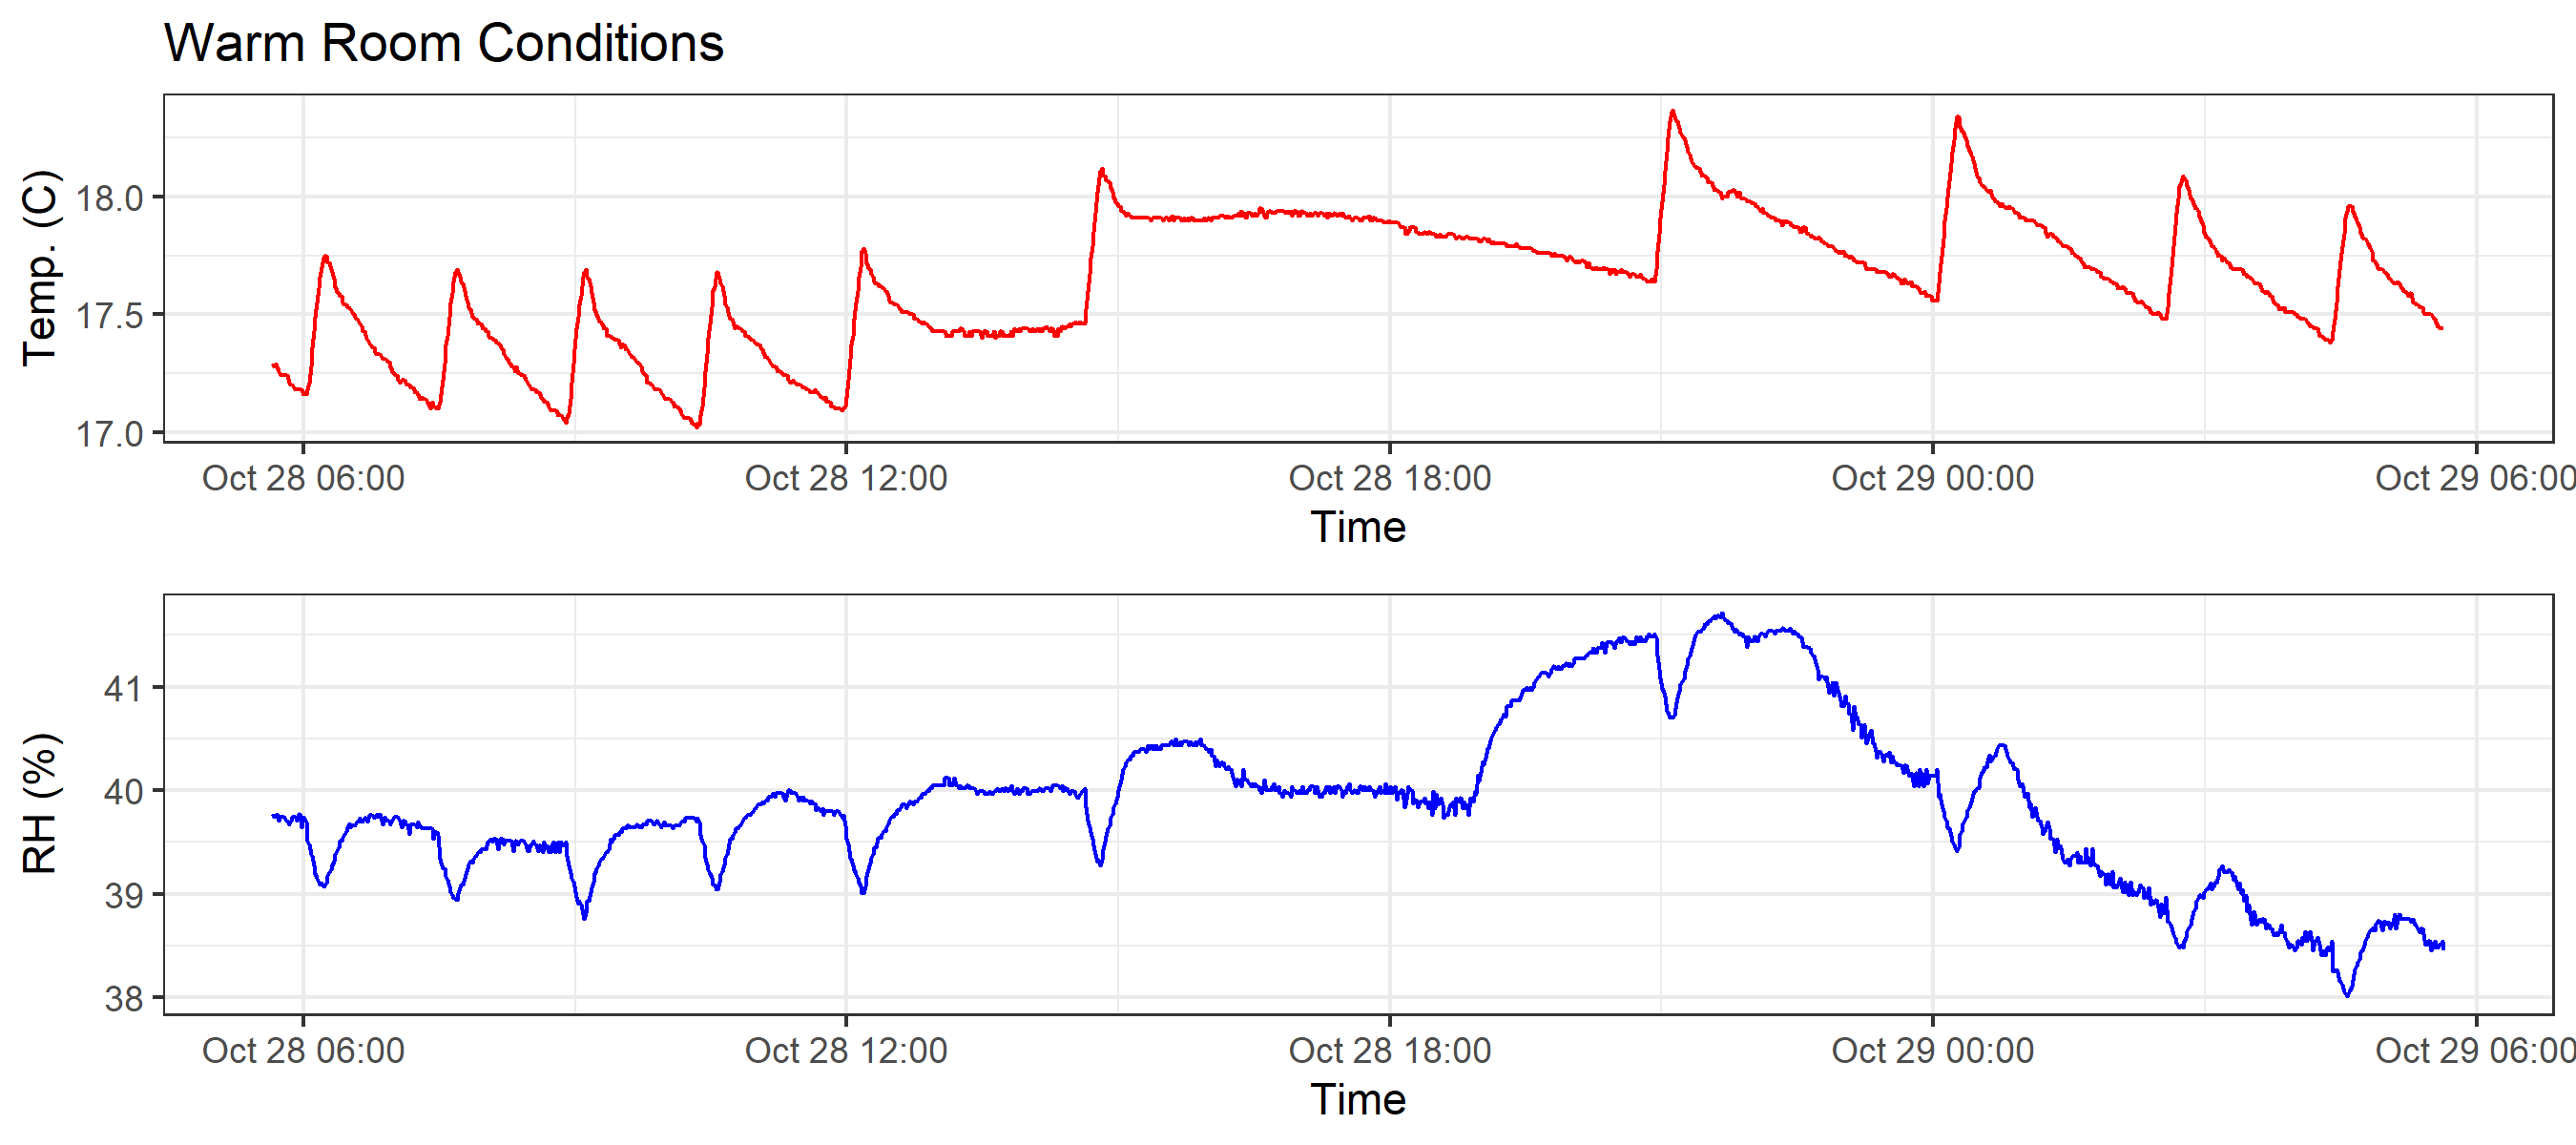 Warm Room Conditions
Temp. (C)
18.0
17.5
17.0
Oct 28 06:00 Oct 28 12:00 Oct 28 18:00 Oct 29 00:00 Oct 29 06:00
Time
RH (%)
41
40
39
38
Oct 28 06:00 Oct 28 12:00 Oct 28 18:00 Oct 29 00:00 Oct 29 06:00
Time